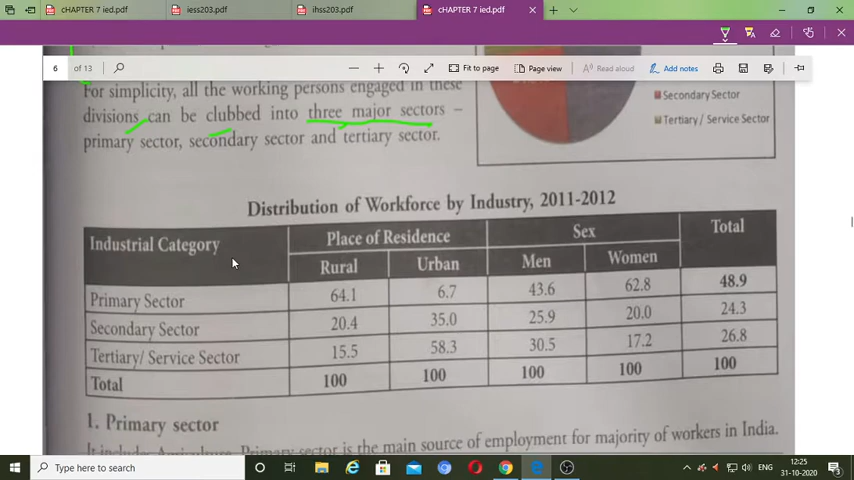 cHAPTER 7 ied.pdf
iess203.pdf
ihss203.pdf
cHAPTER 7 ied.pdf
6 of 13
Fit to page
Page view
Read aloud
Add notes
For simplicity, all the working persons engaged in these
divisions can be clubbed into three major sectors –
primary sector, secondary sector and tertiary sector.
Secondary Sector
Tertiary / Service Sector
Distribution of Workforce by Industry, 2011-2012
Industrial Category Place of Residence Sex Total
Rural Urban Men Women
Primary Sector 64.1 6.7 43.6 62.8 48.9
Secondary Sector 20.4 35.0 25.9 20.0 24.3
Tertiary/ Service Sector 15.5 58.3 30.5 17.2 26.8
Total 100 100 100 100 100
1. Primary sector
It includes Agriculture. Primary sector is the main source of employment for majority of workers in India.
Type here to search
ENG
12:25
31-10-2020
3